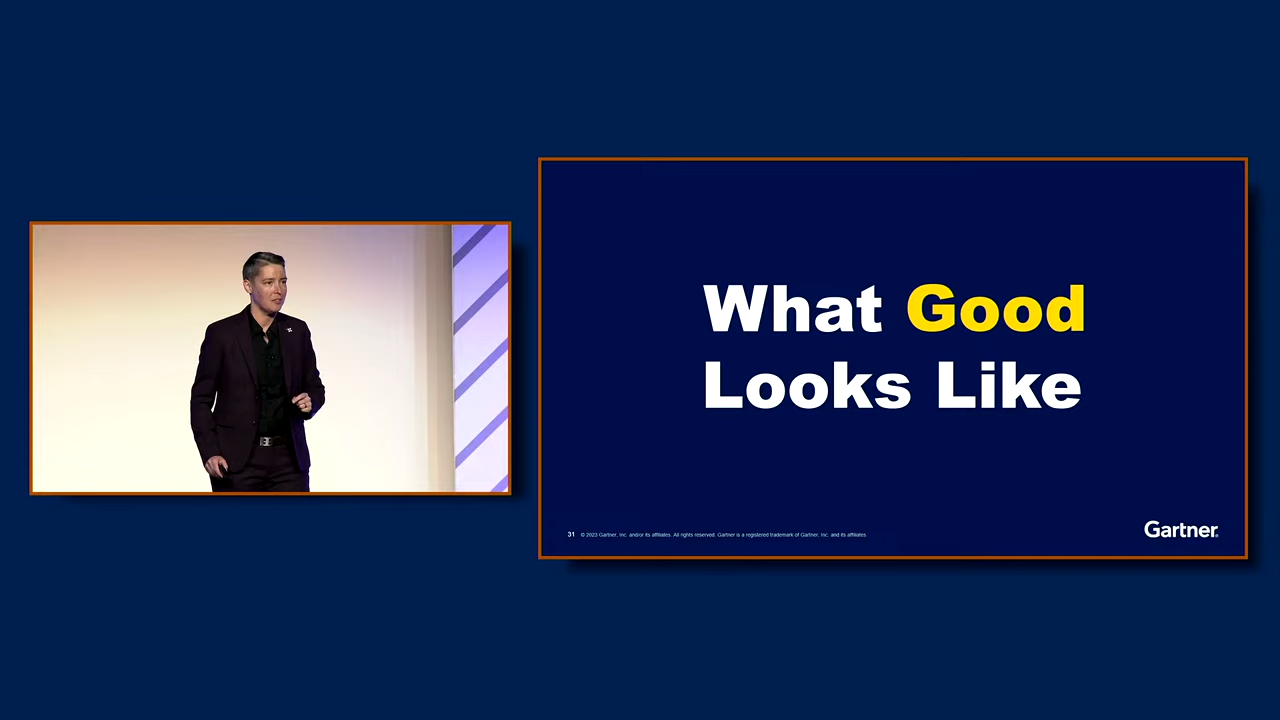 What Good
Looks Like
31 © 2023 Gartner, Inc. and/or its affiliates. All rights reserved. Gartner is a registered trademark of Gartner, Inc. and its affiliates.
Gartner®